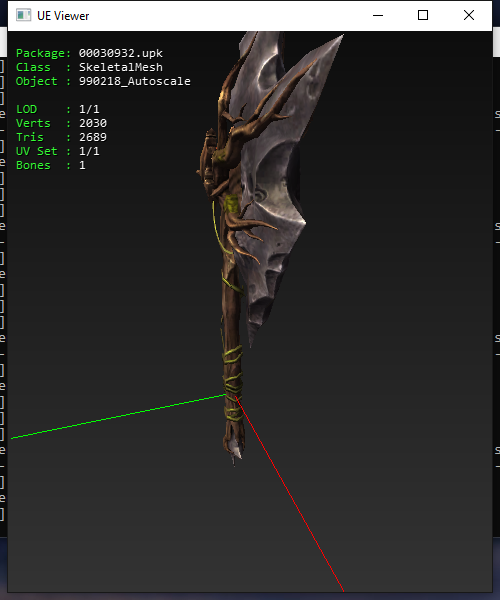 UE Viewer
Package: 00030932.upk
Class : SkeletalMesh
Object : 990218_Autoscale
LOD : 1/1
Verts : 2030
Tris : 2689
UV Set : 1/1
Bones : 1